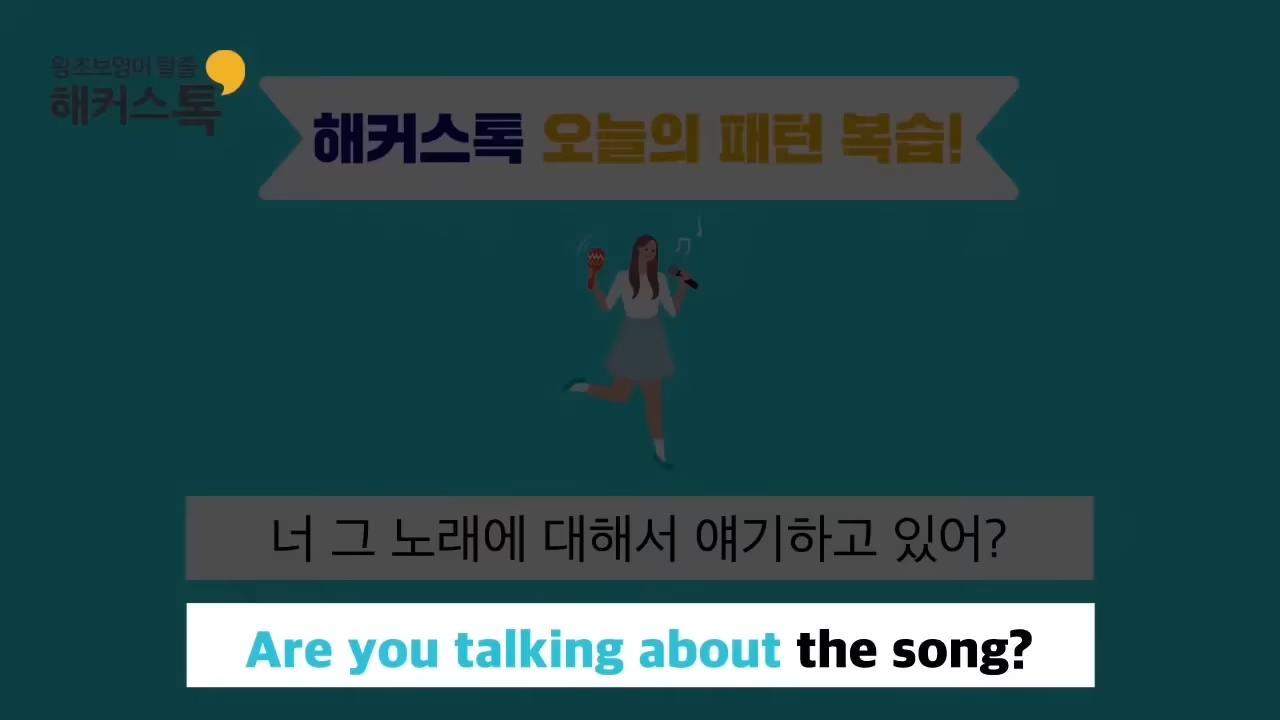 왕초보영어 탈출
해커스톡
해커스톡 오늘의 패턴 복습!
너 그 노래에 대해서 얘기하고 있어?
Are you talking about the song?